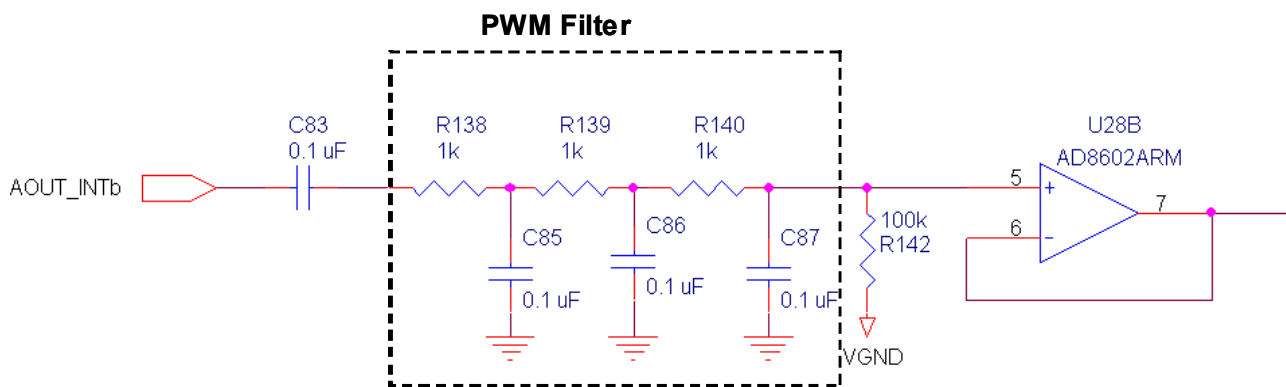 PWM Filter
C83
0.1 uF
R138
1k
R139
1k
R140
1k
U28B
AD8602ARM
AOUT_INTb
5
+
7
6
-
100k
R142
C85
0.1 uF
C86
0.1 uF
C87
0.1 uF
VGND